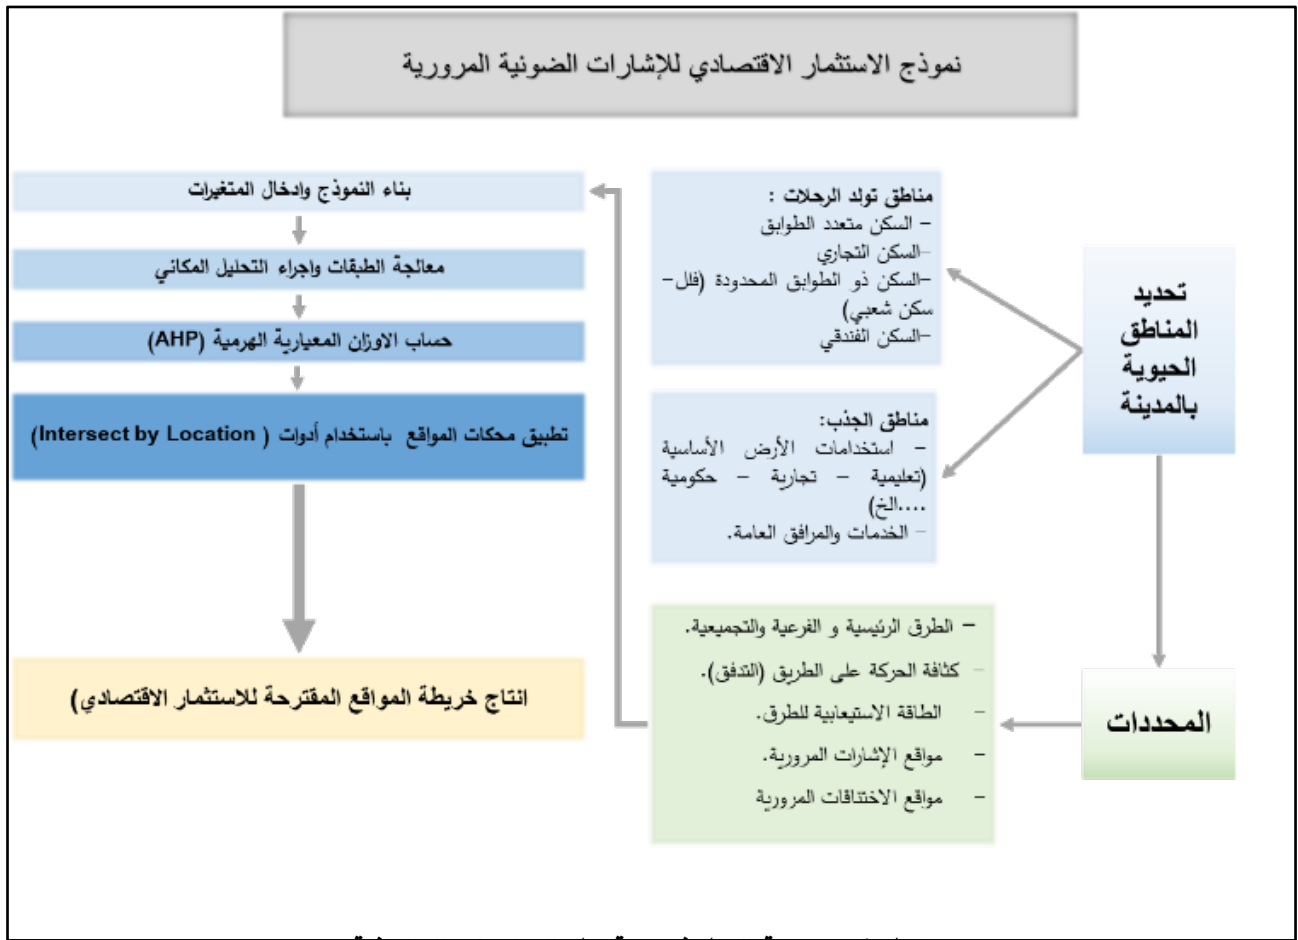 نموذج الاستثمار الاقتصادي للإشارات الضوئية المرورية
تحديد
المناطق
الحيوية
بالمدينة
مناطق تولد الرحلات :
– السكن متعدد الطوابق
–السكن التجاري
–السكن ذو الطوابق المحدودة (فلل–
سكن شعبي)
–السكن الفندقي
مناطق الجذب:
– استخدامات الأرض الأساسية
(تعليمية – تجارية – حكومية
....الخ)
– الخدمات والمرافق العامة.
المحددات
– الطرق الرئيسية و الفرعية والتجميعية.
– كثافة الحركة على الطريق (التدفق).
– الطاقة الاستيعابية للطرق.
– مواقع الإشارات المرورية.
– مواقع الاختناقات المرورية
بناء النموذج وادخال المتغيرات
معالجة الطبقات واجراء التحليل المكاني
حساب الاوزان المعيارية الهرمية (AHP)
تطبيق محكات المواقع باستخدام أدوات ( Intersect by Location)
انتاج خريطة المواقع المقترحة للاستثمار الاقتصادي)